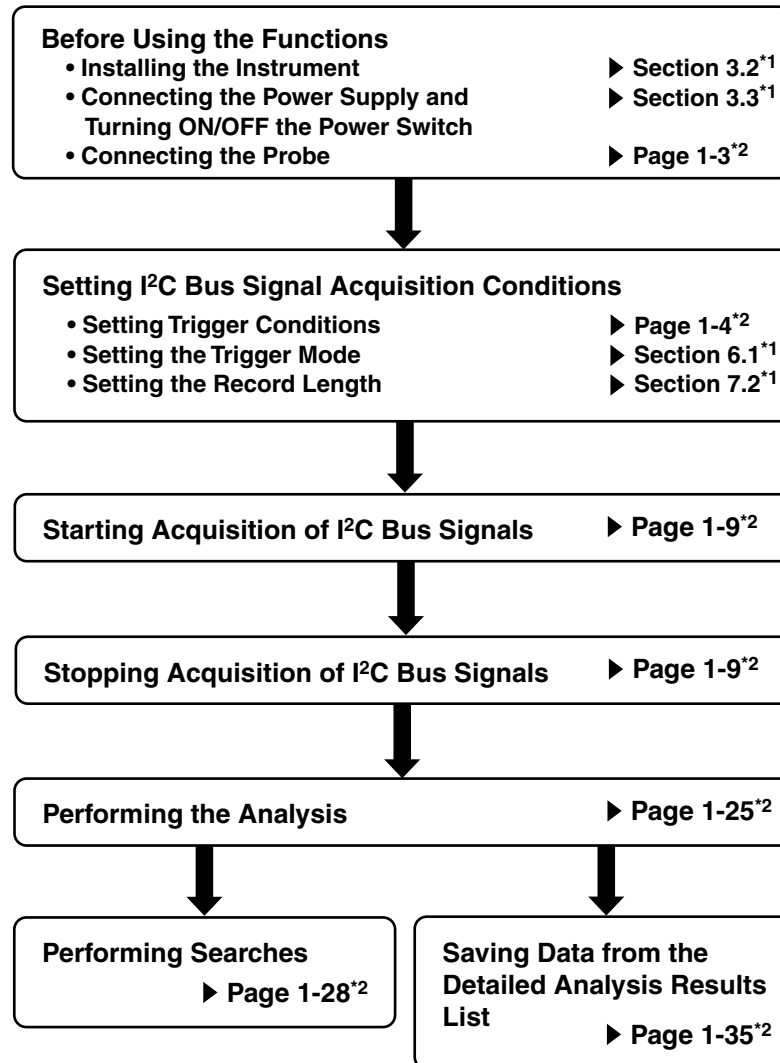 Before Using the Functions
• Installing the Instrument ▶ Section 3.2*1
• Connecting the Power Supply and ▶ Section 3.3*1
Turning ON/OFF the Power Switch
• Connecting the Probe ▶ Page 1-3*2
Setting I²C Bus Signal Acquisition Conditions
• Setting Trigger Conditions ▶ Page 1-4*2
• Setting the Trigger Mode ▶ Section 6.1*1
• Setting the Record Length ▶ Section 7.2*1
Starting Acquisition of I²C Bus Signals ▶ Page 1-9*2
Stopping Acquisition of I²C Bus Signals ▶ Page 1-9*2
Performing the Analysis ▶ Page 1-25*2
Performing Searches
▶ Page 1-28*2
Saving Data from the
Detailed Analysis Results
List
▶ Page 1-35*2